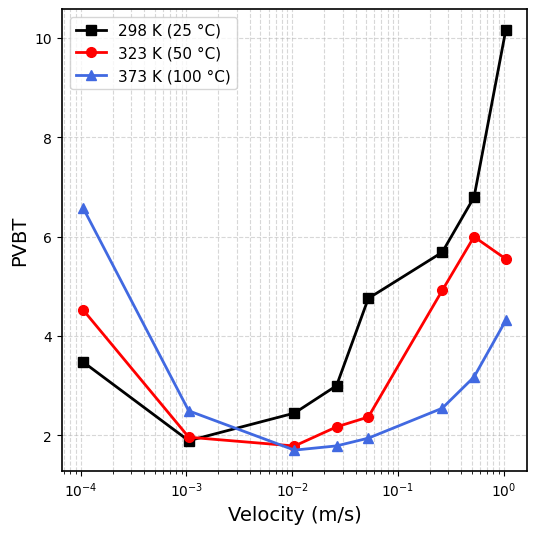 298 K (25 °C)
323 K (50 °C)
373 K (100 °C)
PVBT
10
8
6
4
2
10⁻⁴
10⁻³
10⁻²
10⁻¹
10⁰
Velocity (m/s)